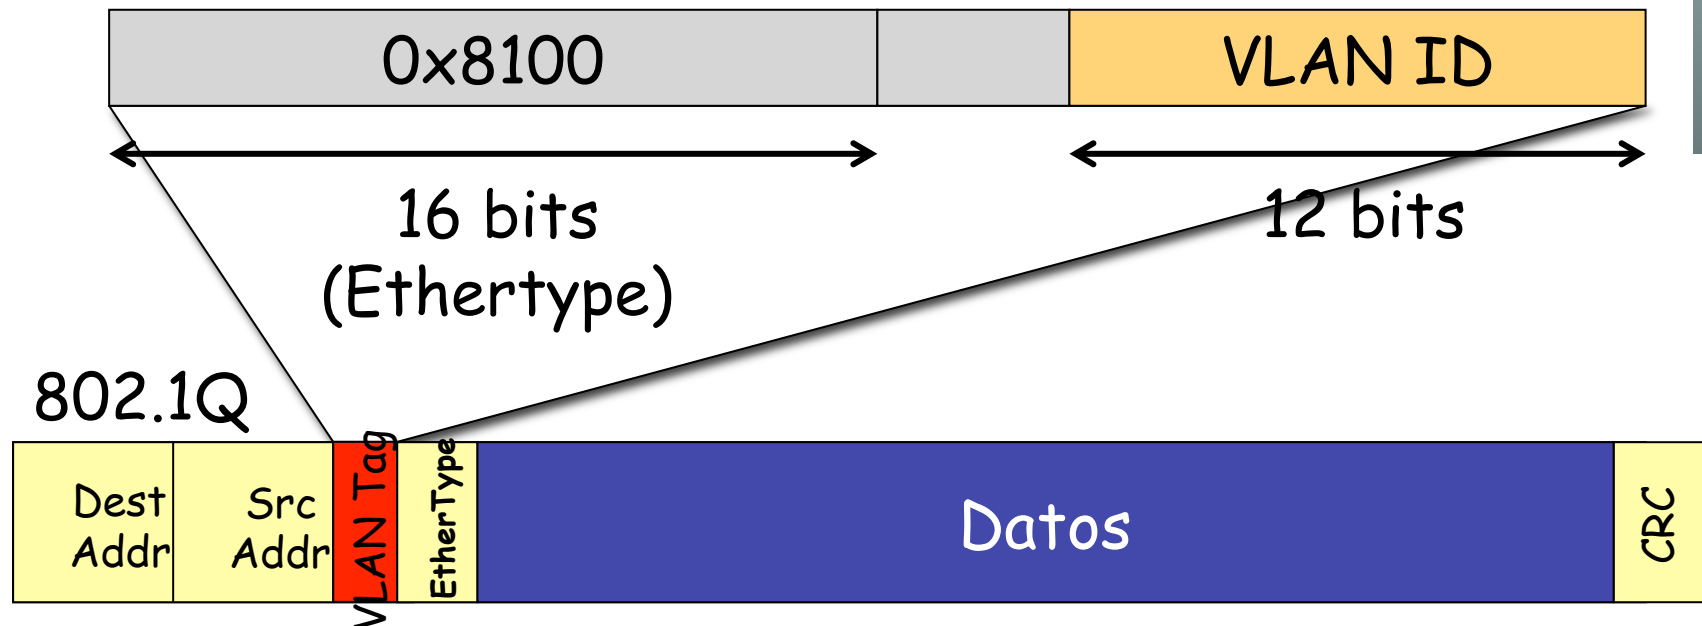 0x8100
VLAN ID
16 bits
(Ethertype)
12 bits
802.1Q
Dest
Addr
Src
Addr
VLAN Tag
EtherType
Datos
CRC